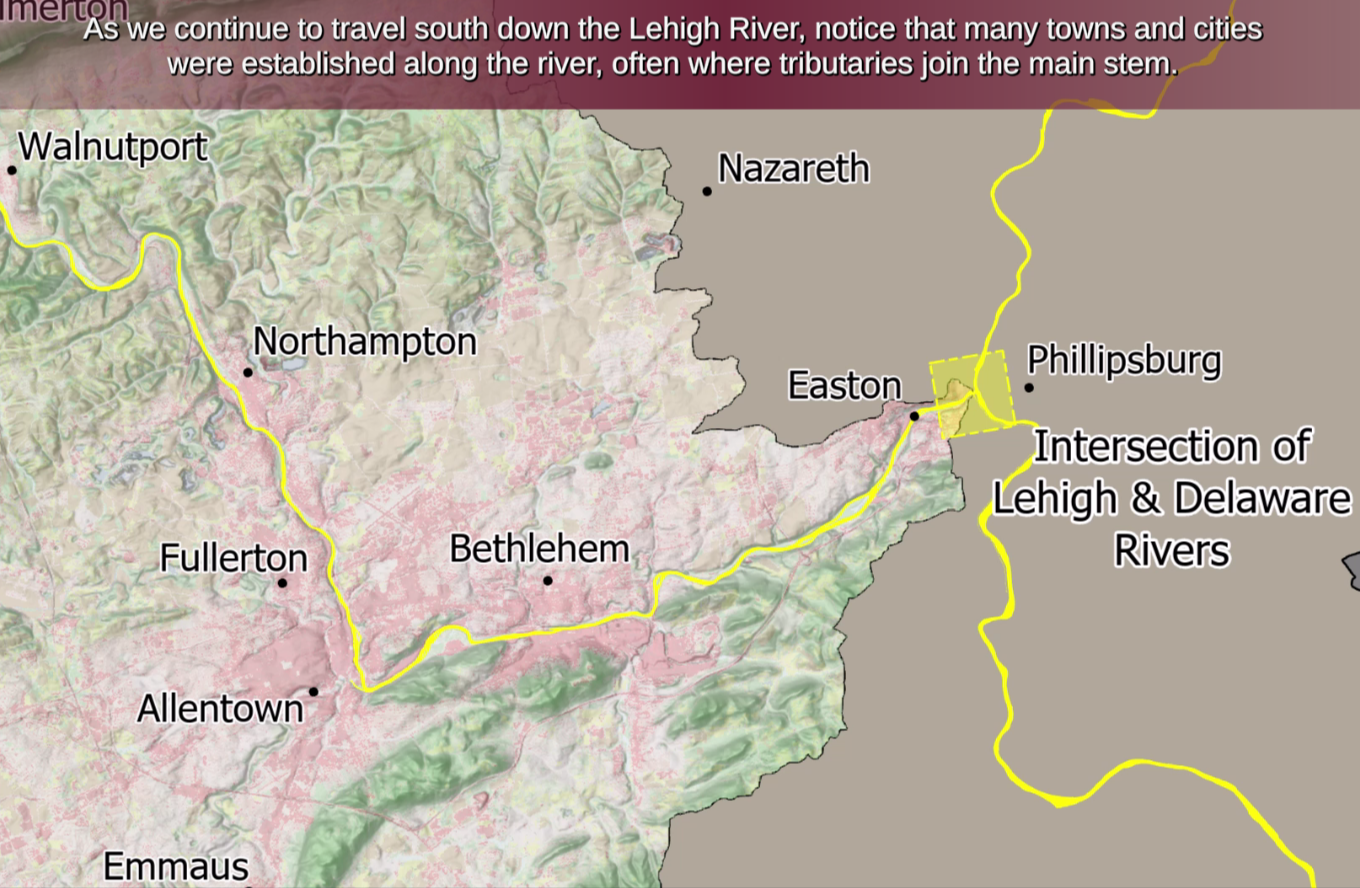 merton
As we continue to travel south down the Lehigh River, notice that many towns and cities
were established along the river, often where tributaries join the main stem.
Walnutport
Nazareth
Northampton
Phillipsburg
Easton
Intersection of
Lehigh & Delaware
Rivers
Bethlehem
Fullerton
Allentown
Emmaus